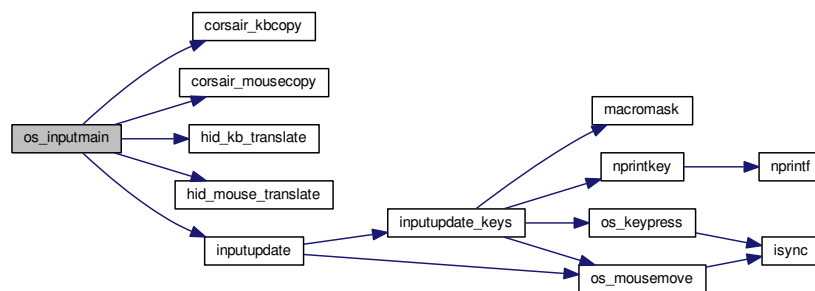 corsair_kbcopy
corsair_mousecopy
os_inputmain
hid_kb_translate
hid_mouse_translate
inputupdate
inputupdate_keys
macromask
nprintkey
nprintf
os_keypress
os_mousemove
isync